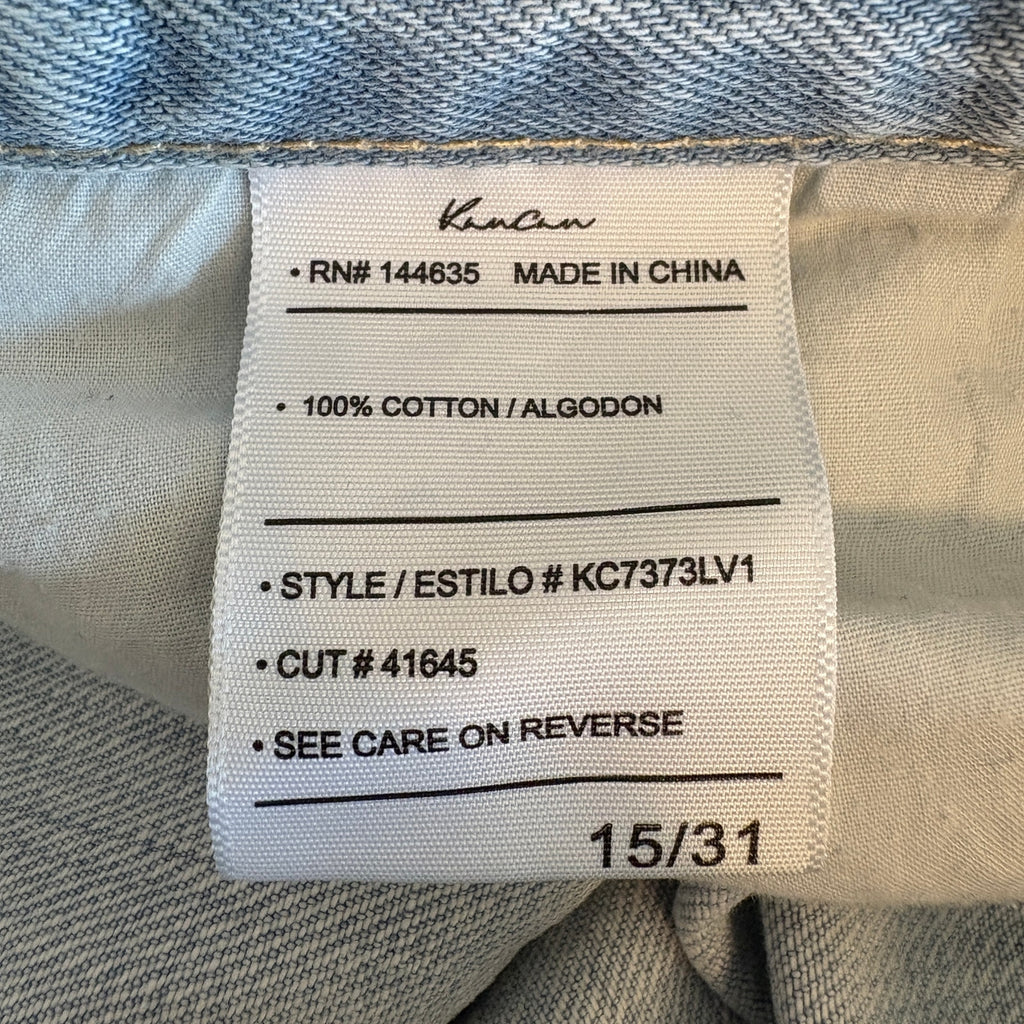 KanCan
• RN# 144635 MADE IN CHINA
• 100% COTTON / ALGODON
• STYLE / ESTILO # KC7373LV1
• CUT # 41645
• SEE CARE ON REVERSE
15/31